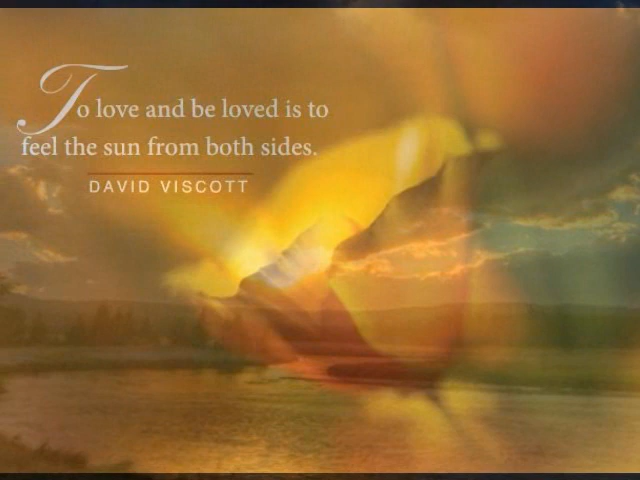 To love and be loved is to
feel the sun from both sides.
DAVID VISCOTT